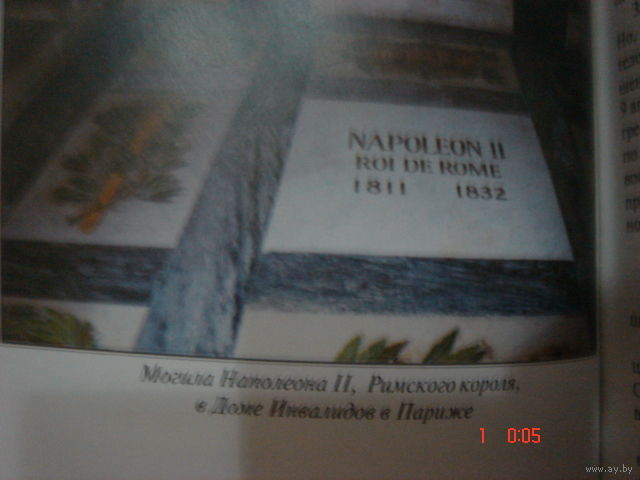 NAPOLEON II
ROI DE ROME
1811 1832
Могила Наполеона II, Римского короля,
в Доме Инвалидов в Париже
1 0:05
www.ay.by